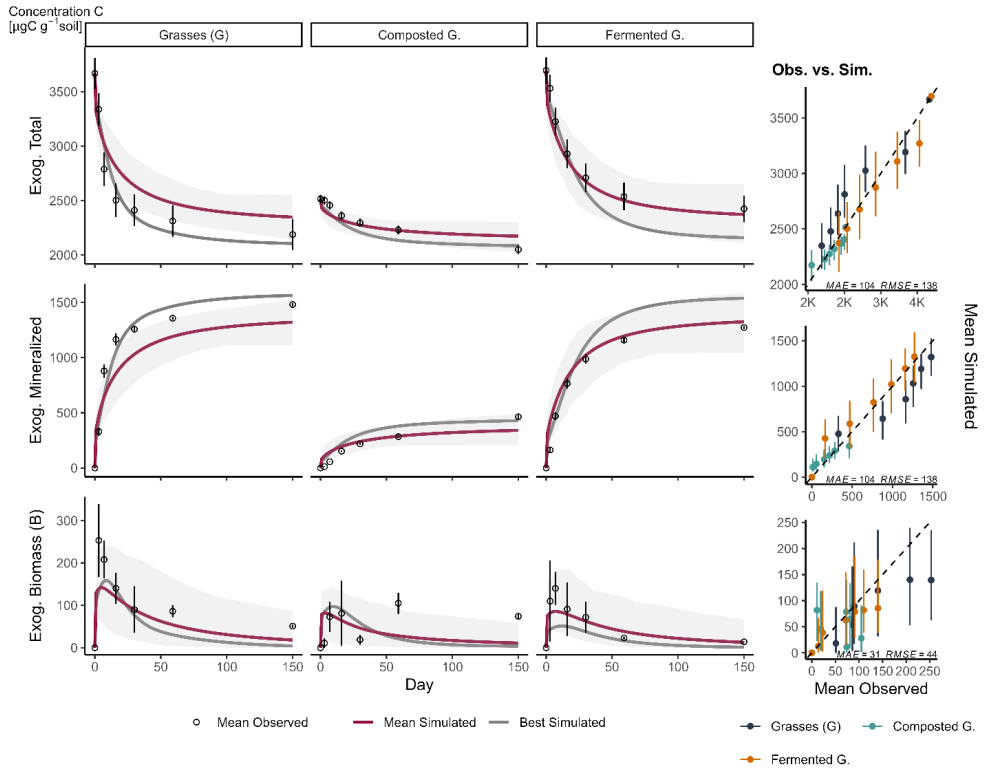 Concentration C
[µgC g⁻¹soil]
Grasses (G)
Composted G.
Fermented G.
Obs. vs. Sim.
Exog. Total
3500
3000
2500
2000
3500
3000
2500
2000
MAE = 104 RMSE = 138
2K 2K 3K 4K
Exog. Mineralized
1500
1000
500
0
1500
1000
500
0
MAE = 104 RMSE = 138
0 500 1000 1500
Mean Simulated
Exog. Biomass (B)
300
200
100
0
250
200
150
100
50
0
MAE = 31 RMSE = 44
0 50 100 150 200 250
0 50 100 150
0 50 100 150
0 50 100 150
Day
Mean Observed
Mean Observed
Mean Simulated
Best Simulated
Grasses (G)
Composted G.
Fermented G.